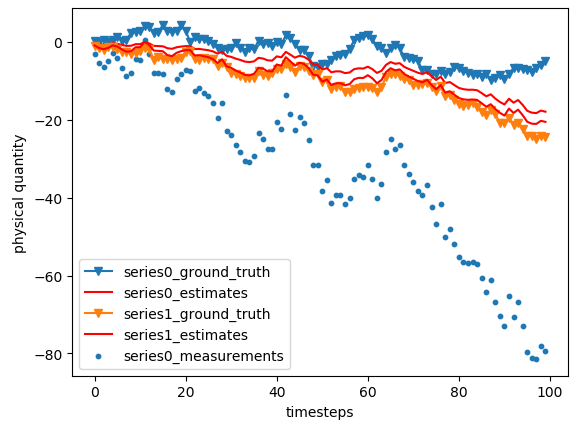 0
−20
−40
−60
−80
physical quantity
series0_ground_truth
series0_estimates
series1_ground_truth
series1_estimates
series0_measurements
0 20 40 60 80 100
timesteps